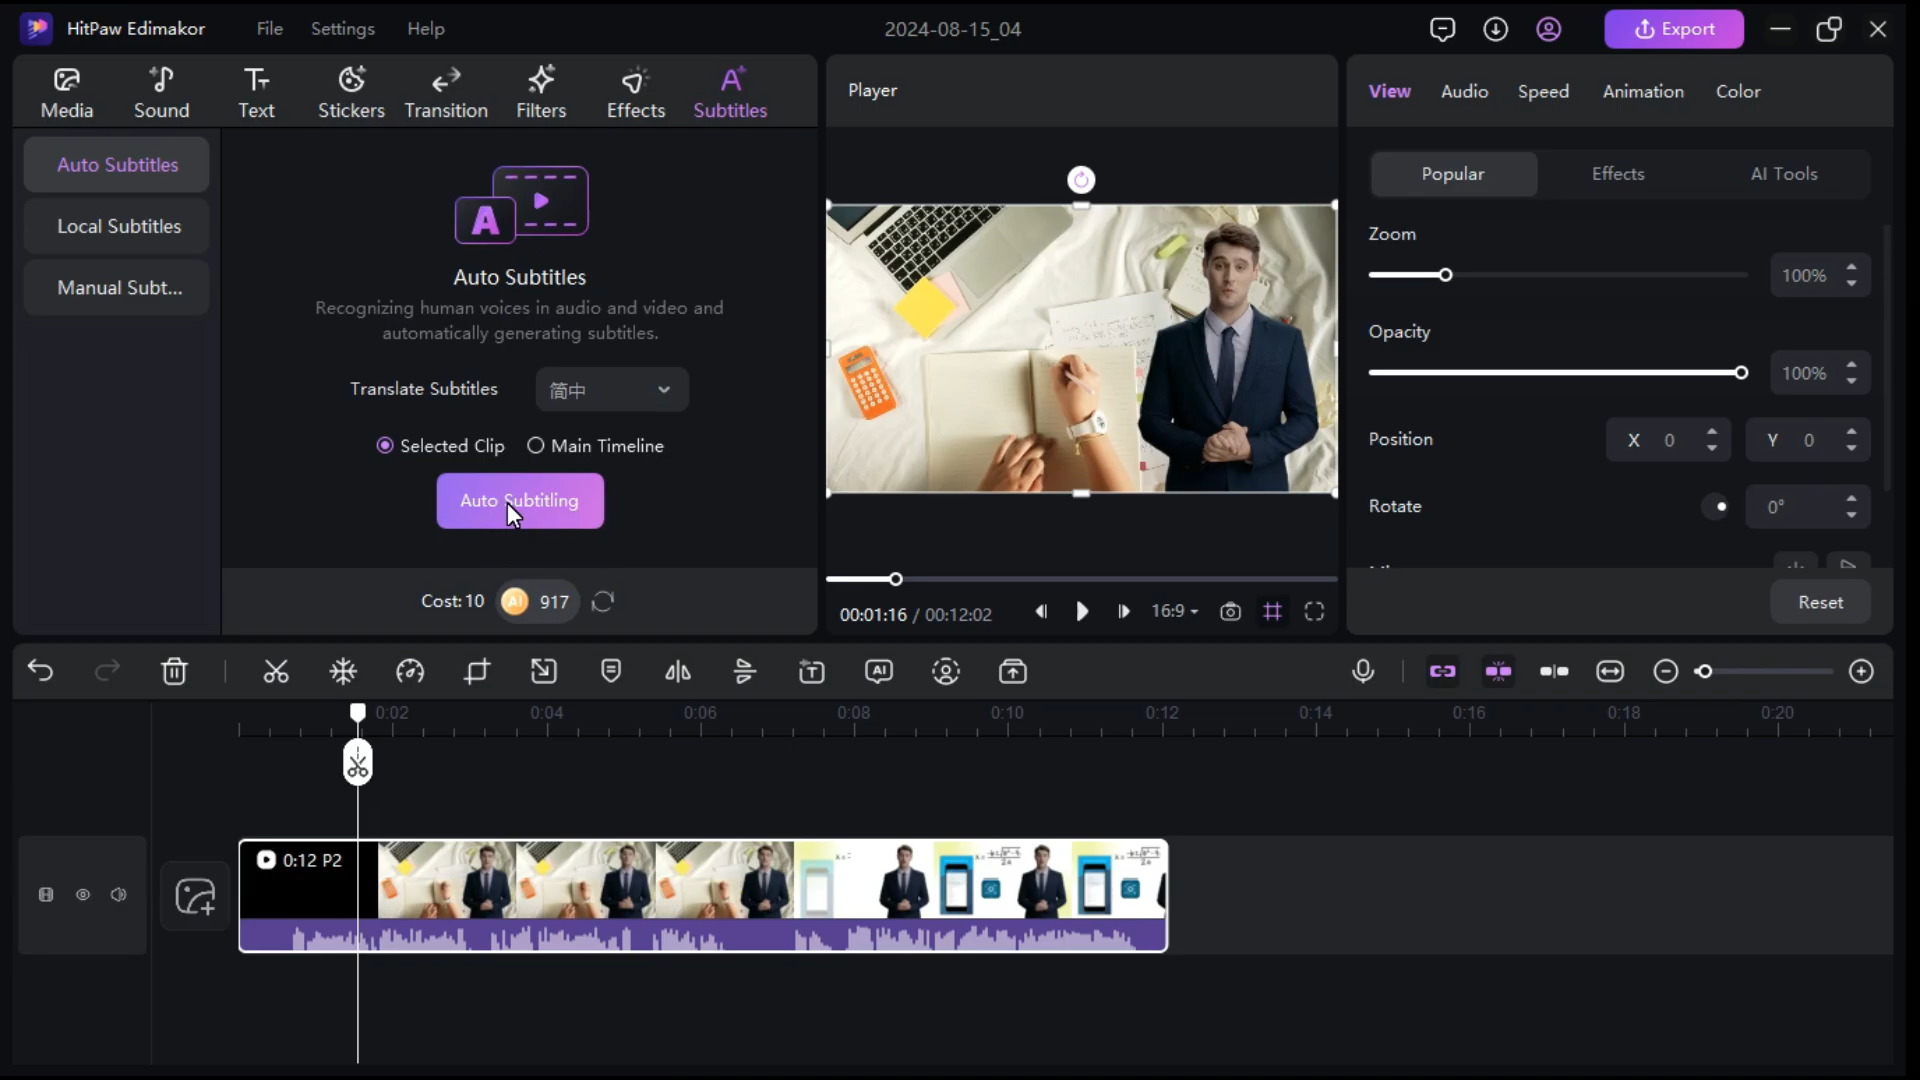 HitPaw Edimakor
File
Settings
Help
2024-08-15_04
Export
Media
Sound
Text
Stickers
Transition
Filters
Effects
Subtitles
Player
View
Audio
Speed
Animation
Color
Auto Subtitles
Local Subtitles
Manual Subt...
A
Auto Subtitles
Recognizing human voices in audio and video and
automatically generating subtitles.
Translate Subtitles
简中
Selected Clip
Main Timeline
Auto Subtitling
Cost:10
AI
917
Popular
Effects
AI Tools
Zoom
100%
Opacity
100%
Position
X 0
Y 0
Rotate
0°
Reset
00:01:16 / 00:12:02
16:9
0:02
0:04
0:06
0:08
0:10
0:12
0:14
0:16
0:18
0:20
0:12 P2